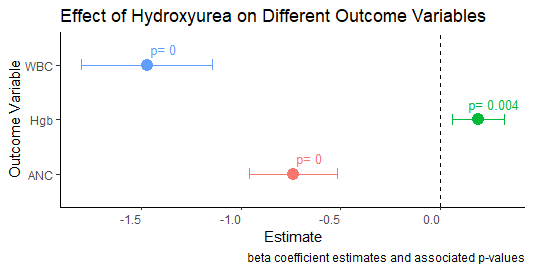 Effect of Hydroxyurea on Different Outcome Variables
Outcome Variable
WBC
p= 0
Hgb
p= 0.004
ANC
p= 0
-1.5 -1.0 -0.5 0.0
Estimate
beta coefficient estimates and associated p-values